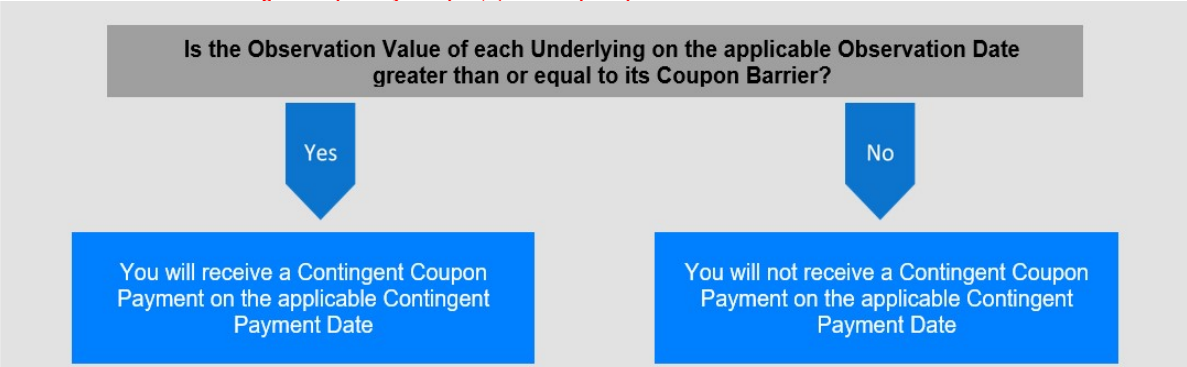 Is the Observation Value of each Underlying on the applicable Observation Date
greater than or equal to its Coupon Barrier?
Yes
No
You will receive a Contingent Coupon
Payment on the applicable Contingent
Payment Date
You will not receive a Contingent Coupon
Payment on the applicable Contingent
Payment Date